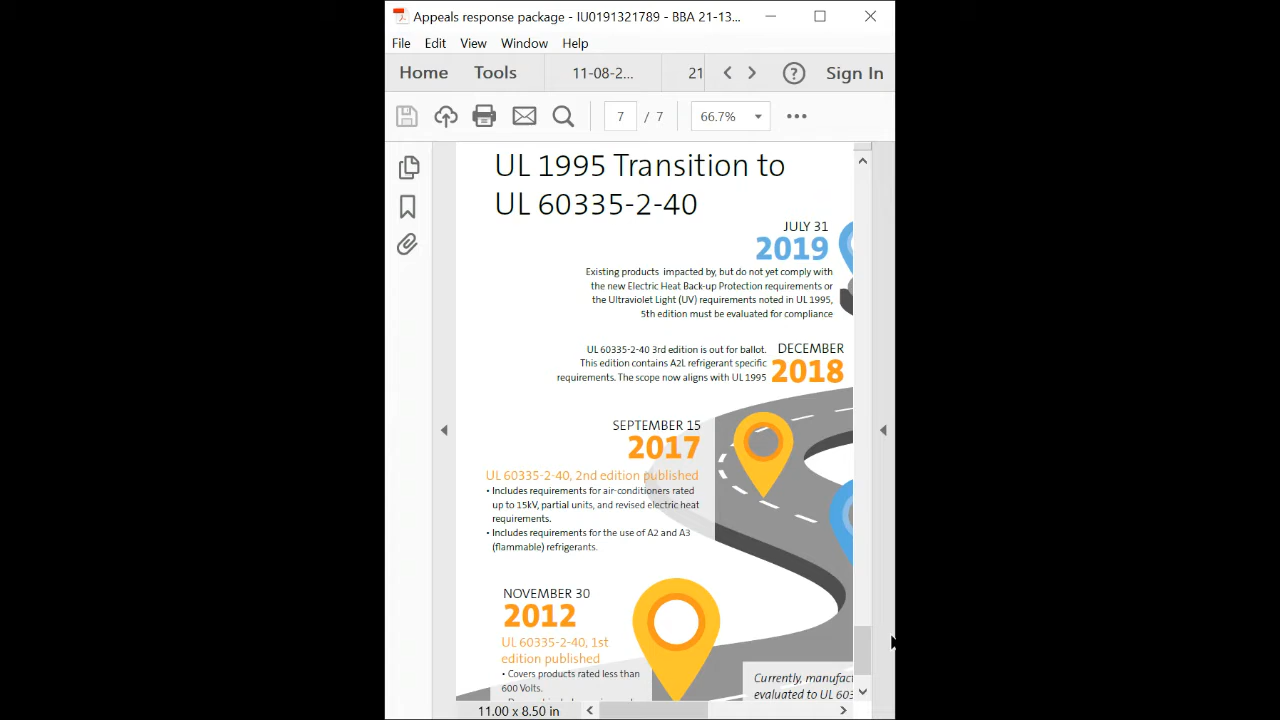 Appeals response package - IU0191321789 - BBA 21-13...
File Edit View Window Help
Home Tools 11-08-2... 21 Sign In
7 / 7 66.7%
UL 1995 Transition to
UL 60335-2-40
JULY 31
2019
Existing products impacted by, but do not yet comply with
the new Electric Heat Back-up Protection requirements or
the Ultraviolet Light (UV) requirements noted in UL 1995,
5th edition must be evaluated for compliance
DECEMBER
2018
UL 60335-2-40 3rd edition is out for ballot.
This edition contains A2L refrigerant specific
requirements. The scope now aligns with UL 1995
SEPTEMBER 15
2017
UL 60335-2-40, 2nd edition published
• Includes requirements for air-conditioners rated
up to 15kV, partial units, and revised electric heat
requirements.
• Includes requirements for the use of A2 and A3
(flammable) refrigerants.
NOVEMBER 30
2012
UL 60335-2-40, 1st
edition published
• Covers products rated less than
600 Volts.
Currently, manufact
evaluated to UL 603
11.00 x 8.50 in